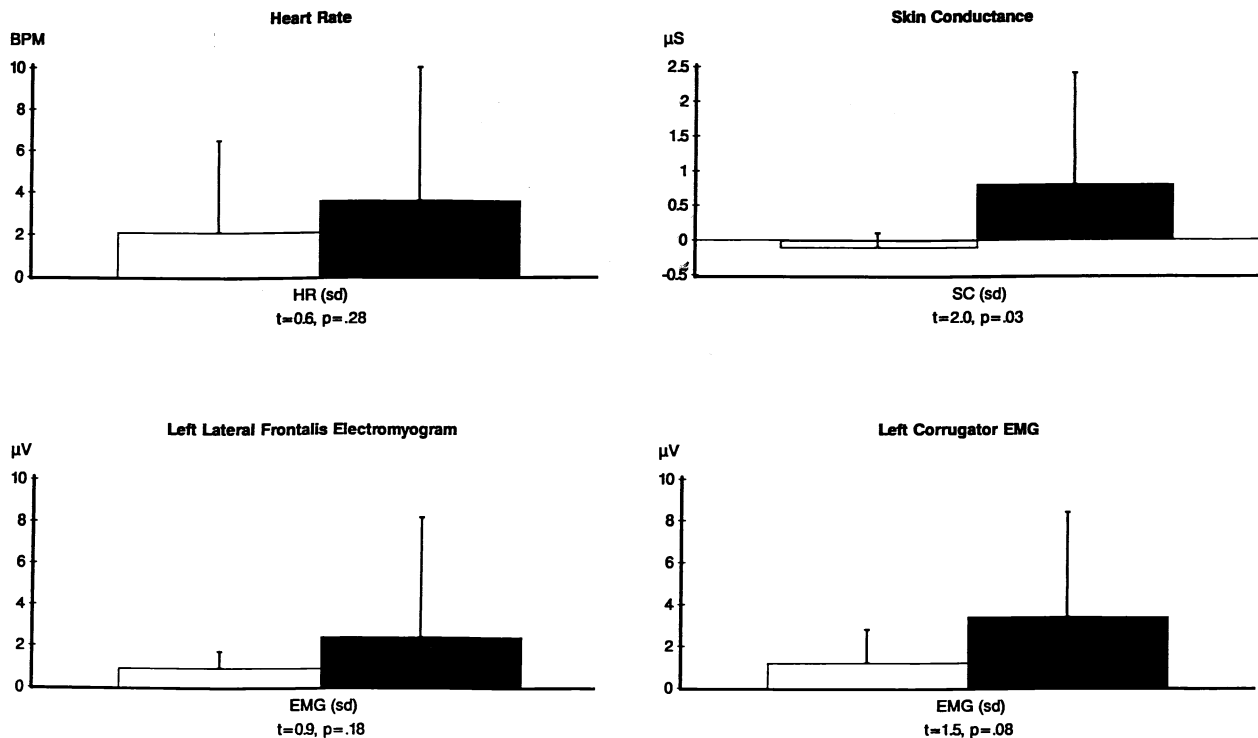 Heart Rate
BPM
10
8
6
4
2
0
HR (sd)
t=0.6, p=.28
Skin Conductance
µS
2.5
2
1.5
1
0.5
0
-0.5
SC (sd)
t=2.0, p=.03
Left Lateral Frontalis Electromyogram
µV
10
8
6
4
2
0
EMG (sd)
t=0.9, p=.18
Left Corrugator EMG
µV
10
8
6
4
2
0
EMG (sd)
t=1.5, p=.08